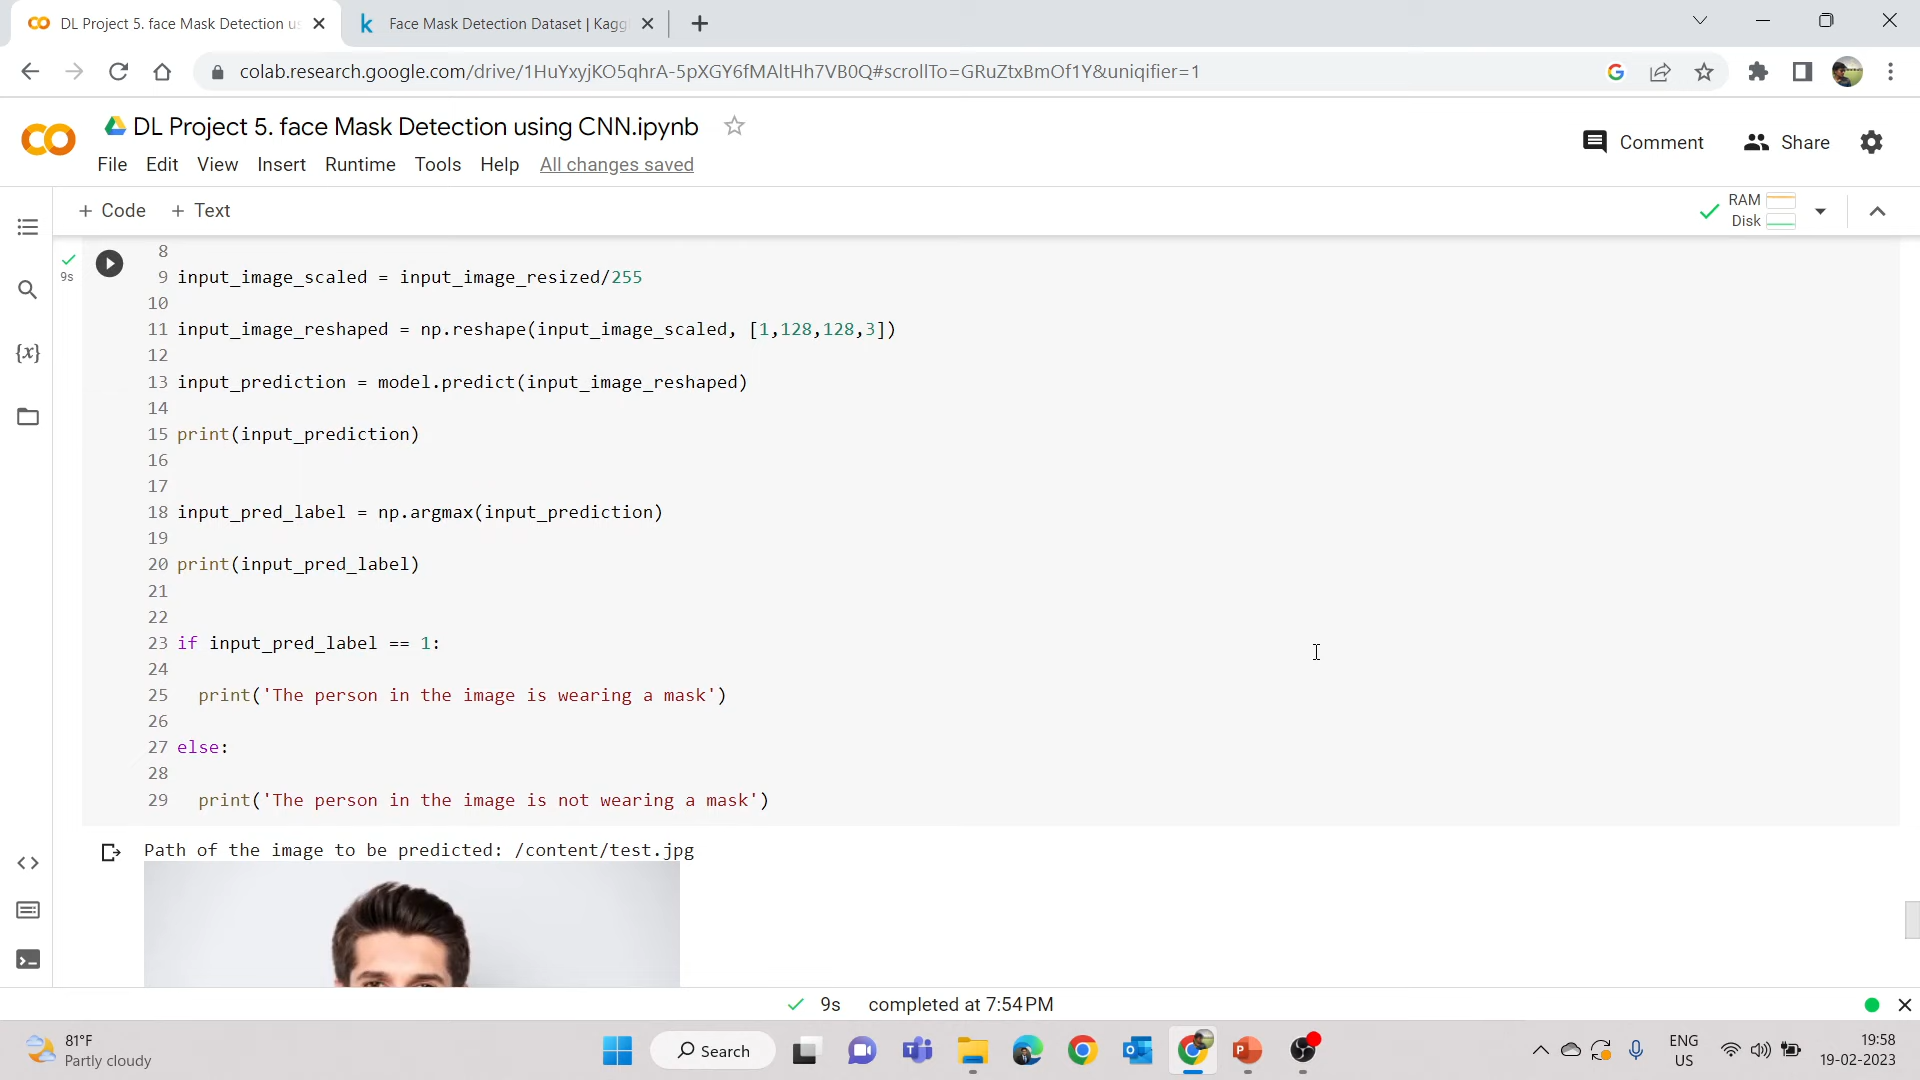 DL Project 5. face Mask Detection us
Face Mask Detection Dataset | Kagg
colab.research.google.com/drive/1HuYxyjKO5qhrA-5pXGY6fMAltHh7VB0Q#scrollTo=GRuZtxBmOf1Y&uniqifier=1
DL Project 5. face Mask Detection using CNN.ipynb
Comment
Share
File Edit View Insert Runtime Tools Help All changes saved
+ Code + Text
RAM
Disk
8
9s
9 input_image_scaled = input_image_resized/255
10
11 input_image_reshaped = np.reshape(input_image_scaled, [1,128,128,3])
12
{x}
13 input_prediction = model.predict(input_image_reshaped)
14
15 print(input_prediction)
16
17
18 input_pred_label = np.argmax(input_prediction)
19
20 print(input_pred_label)
21
22
23 if input_pred_label == 1:
24
25 print('The person in the image is wearing a mask')
26
27 else:
28
29 print('The person in the image is not wearing a mask')
Path of the image to be predicted: /content/test.jpg
9s completed at 7:54 PM
81°F
Partly cloudy
Search
ENG
US
19:58
19-02-2023